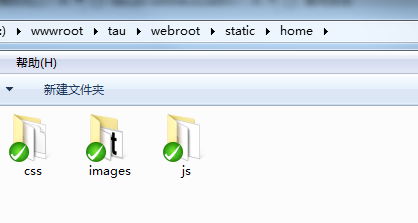 :) ▸ wwwroot ▸ tau ▸ webroot ▸ static ▸ home ▸
帮助(H)
新建文件夹
css images js